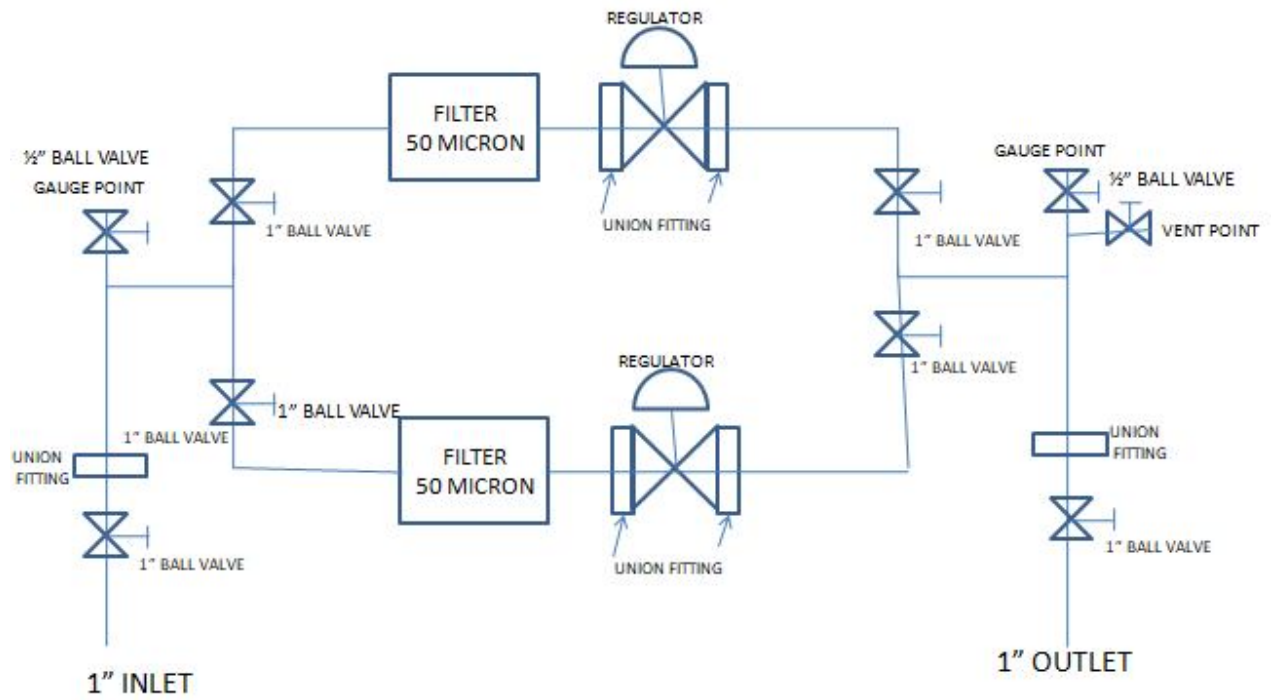 REGULATOR
FILTER
50 MICRON
½” BALL VALVE
GAUGE POINT
1” BALL VALVE
UNION FITTING
GAUGE POINT
½” BALL VALVE
VENT POINT
1” BALL VALVE
REGULATOR
1” BALL VALVE
1” BALL VALVE
1” BALL VALVE
FILTER
50 MICRON
UNION
FITTING
UNION
FITTING
1” BALL VALVE
UNION FITTING
1” BALL VALVE
1” INLET
1” OUTLET